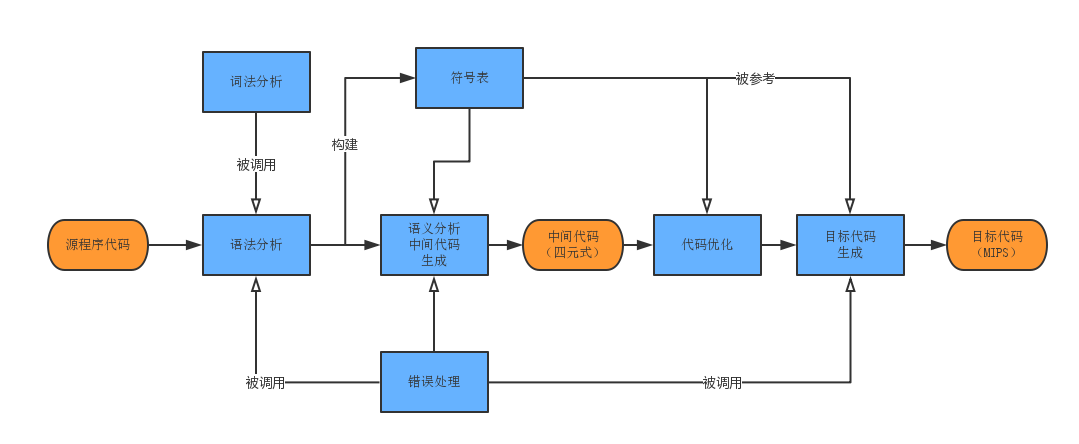 词法分析
符号表
被参考
构建
被调用
源程序代码
语法分析
语义分析
中间代码
生成
中间代码
（四元式）
代码优化
目标代码
生成
目标代码
（MIPS）
被调用
错误处理
被调用